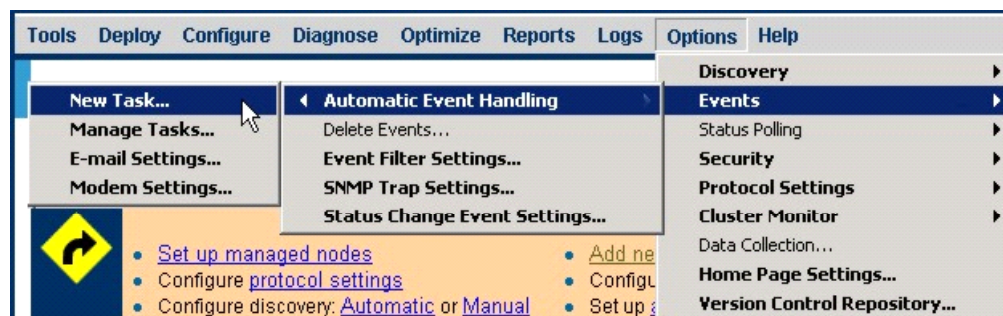 Tools Deploy Configure Diagnose Optimize Reports Logs Options Help
New Task...
Manage Tasks...
E-mail Settings...
Modem Settings...
Automatic Event Handling
Delete Events...
Event Filter Settings...
SNMP Trap Settings...
Status Change Event Settings...
Discovery
Events
Status Polling
Security
Protocol Settings
Cluster Monitor
Data Collection...
Home Page Settings...
Version Control Repository...
Set up managed nodes
Configure protocol settings
Configure discovery: Automatic or Manual
Add ne
Configu
Set up